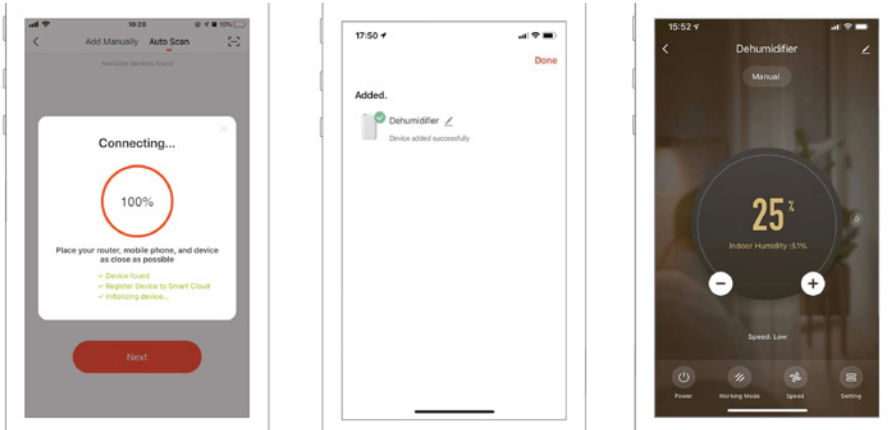 19:26
10%
Add Manually Auto Scan
Available devices found
Connecting...
100%
Place your router, mobile phone, and device
as close as possible
✓ Device found
✓ Register Device to Smart Cloud
✓ Initializing device...
Next
17:50
Done
Added.
Dehumidifier
Device added successfully
15:52
Dehumidifier
Manual
25%
Indoor Humidity :51%
Speed: Low
Power Working Mode Speed Setting